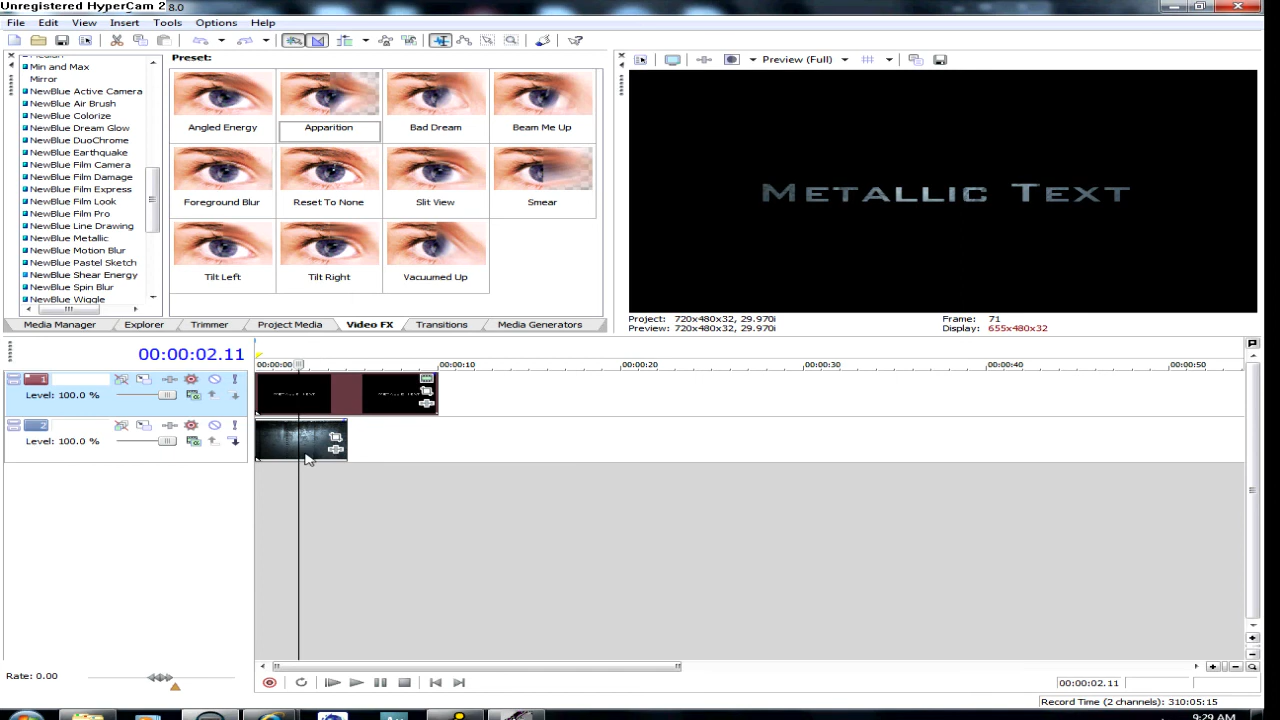 Unregistered HyperCam 2
8.0
File Edit View Insert Tools Options Help
Min and Max
Mirror
NewBlue Active Camera
NewBlue Air Brush
NewBlue Colorize
NewBlue Dream Glow
NewBlue DuoChrome
NewBlue Earthquake
NewBlue Film Camera
NewBlue Film Damage
NewBlue Film Express
NewBlue Film Look
NewBlue Film Pro
NewBlue Line Drawing
NewBlue Metallic
NewBlue Motion Blur
NewBlue Pastel Sketch
NewBlue Shear Energy
NewBlue Spin Blur
NewBlue Wiggle
Preset:
Angled Energy Apparition Bad Dream Beam Me Up
Foreground Blur Reset To None Slit View Smear
Tilt Left Tilt Right Vacuumed Up
Media Manager Explorer Trimmer Project Media Video FX Transitions Media Generators
Preview (Full)
METALLIC TEXT
Project: 720x480x32, 29.970i Frame: 71
Preview: 720x480x32, 29.970i Display: 655x480x32
00:00:02.11
00:00:00 00:00:10 00:00:20 00:00:30 00:00:40 00:00:50
1
Level: 100.0 %
2
Level: 100.0 %
Rate: 0.00
00:00:02.11
Record Time (2 channels): 310:05:15
9:29 AM